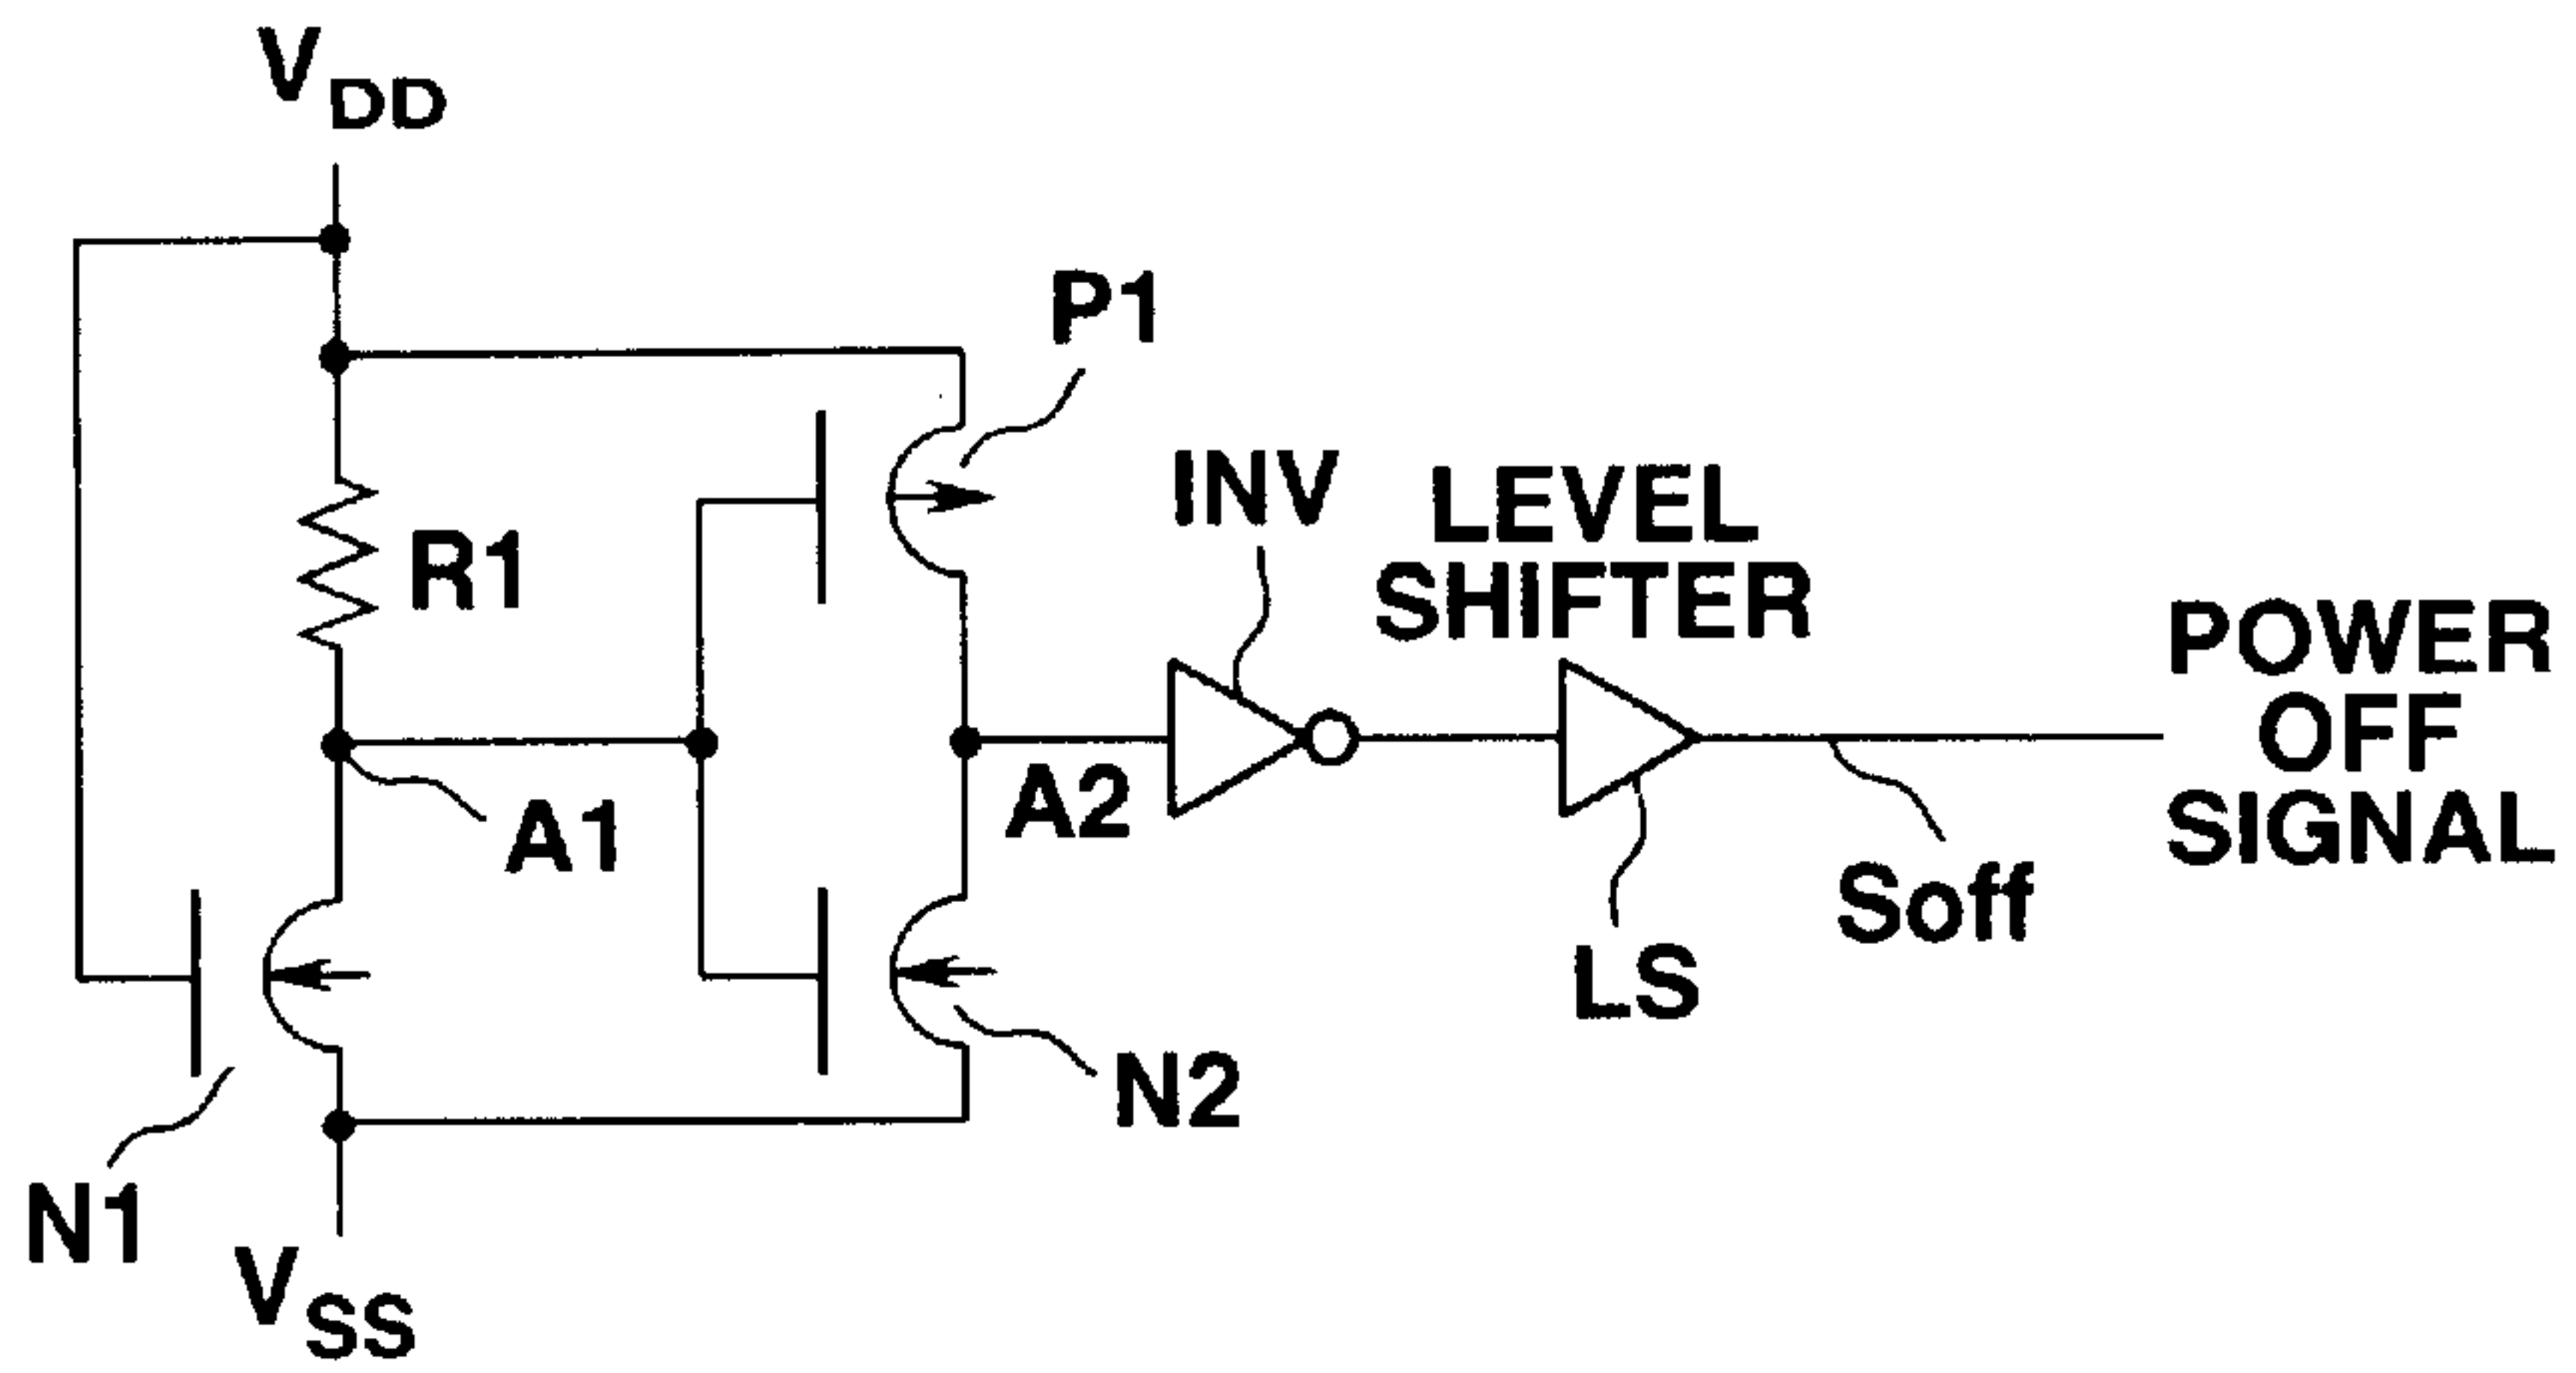 VDD
P1
INV
LEVEL
SHIFTER
R1
POWER
OFF
SIGNAL
A1
A2
Soff
LS
N2
N1
VSS